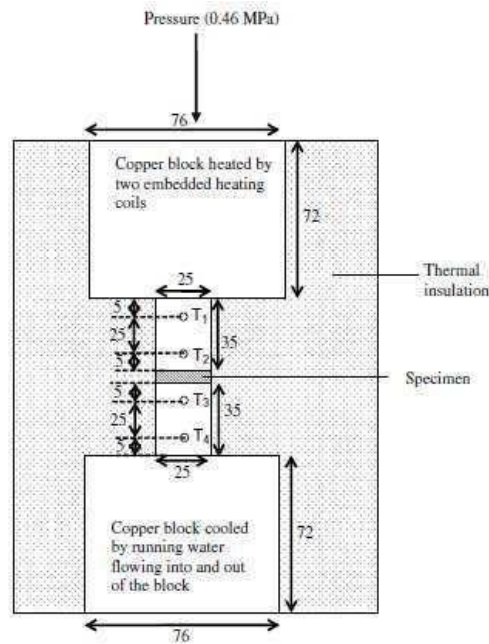 Pressure (0.46 MPa)
76
Copper block heated by
two embedded heating
coils
72
Thermal
insulation
25
5
T1
25
35
T2
5
Specimen
5
T3
25
35
T4
5
25
Copper block cooled
by running water
flowing into and out
of the block
72
76